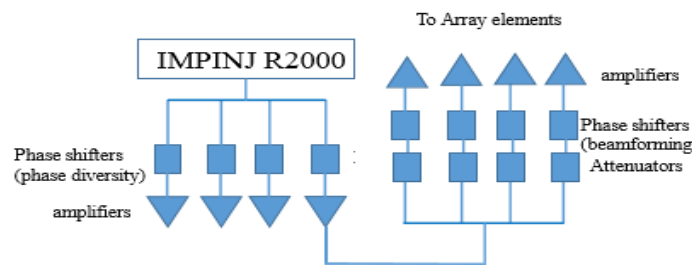 To Array elements
IMPINJ R2000
amplifiers
Phase shifters
(beamforming
Attenuators
Phase shifters
(phase diversity)
:
amplifiers